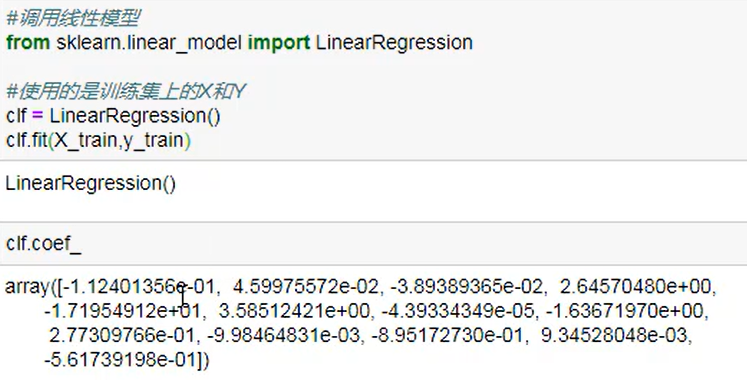 #调用线性模型
from sklearn.linear_model import LinearRegression
#使用的是训练集上的X和Y
clf = LinearRegression()
clf.fit(X_train,y_train)
LinearRegression()
clf.coef_
array([-1.12401356e-01, 4.59975572e-02, -3.89389365e-02, 2.64570480e+00,
-1.71954912e+01, 3.58512421e+00, -4.39334349e-05, -1.63671970e+00,
2.77309766e-01, -9.98464831e-03, -8.95172730e-01, 9.34528048e-03,
-5.61739198e-01])